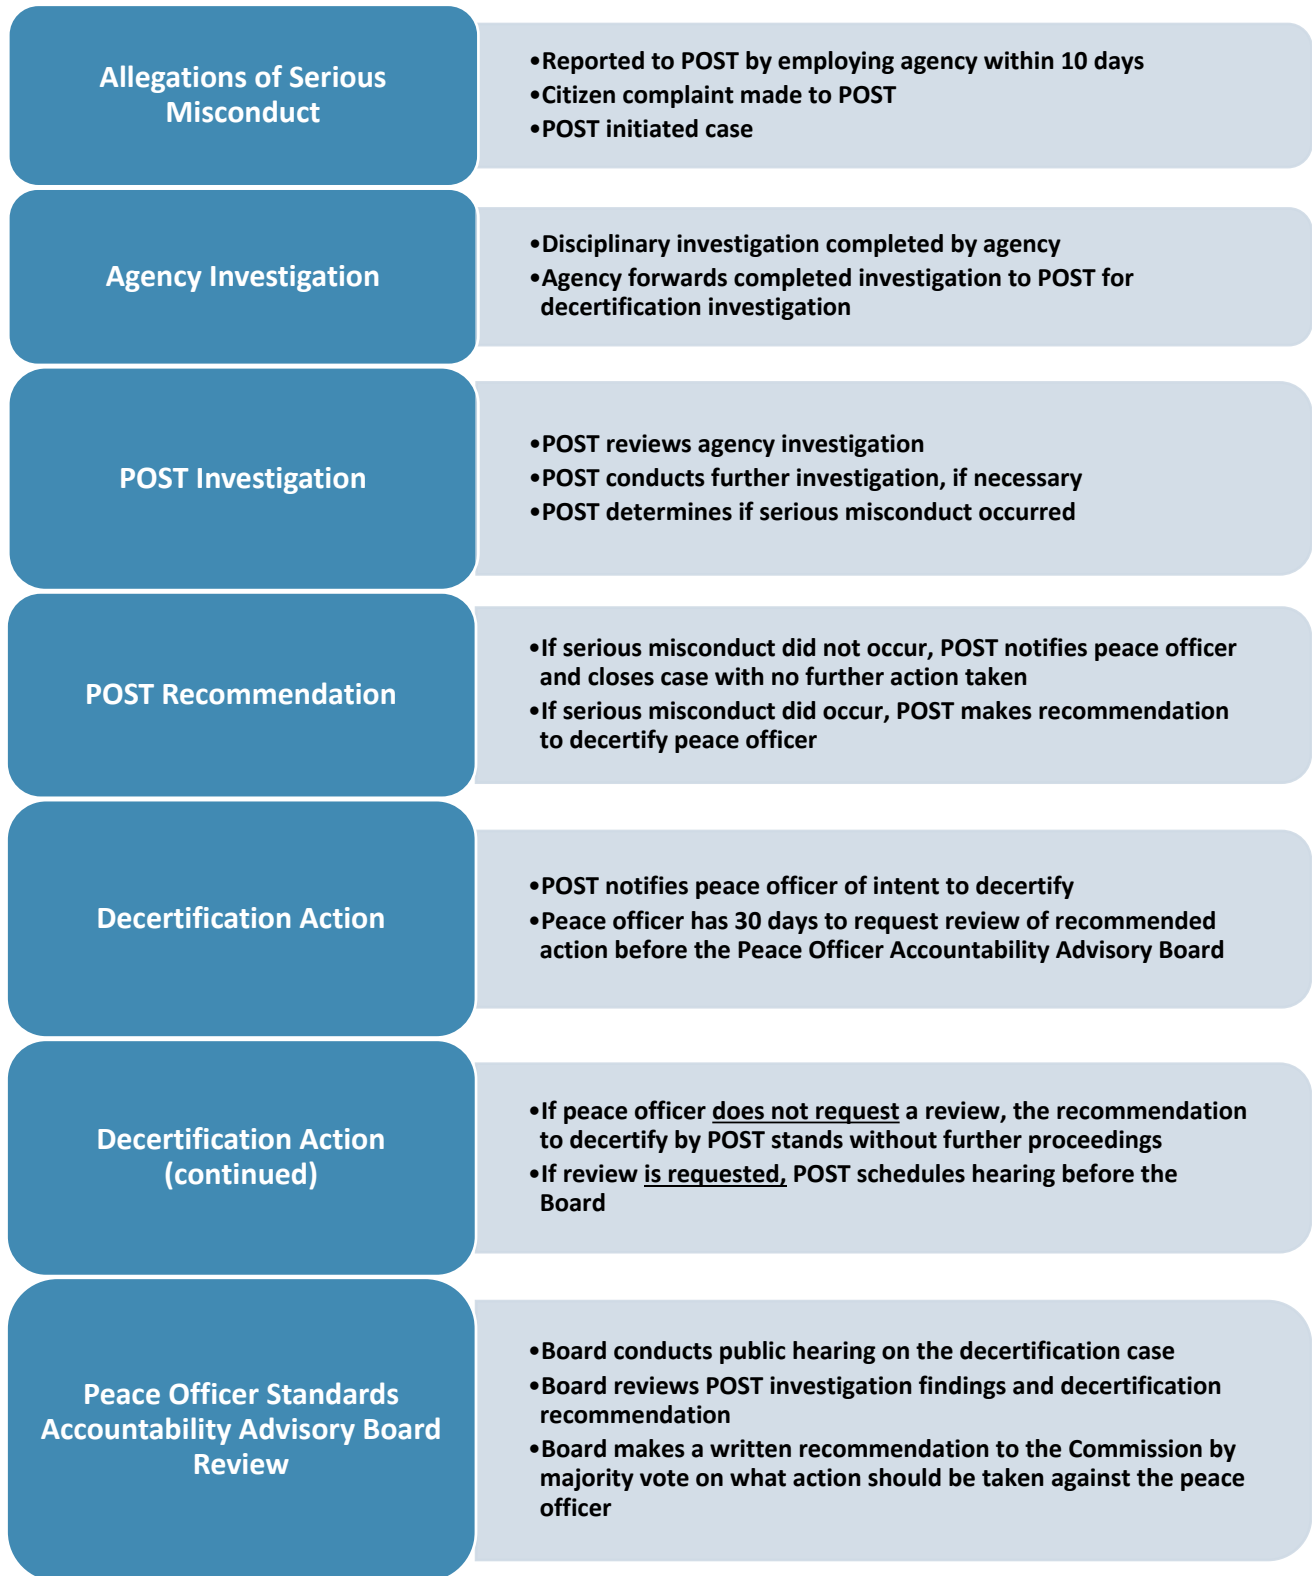 Allegations of Serious
Misconduct
•Reported to POST by employing agency within 10 days
•Citizen complaint made to POST
•POST initiated case
Agency Investigation
•Disciplinary investigation completed by agency
•Agency forwards completed investigation to POST for
decertification investigation
POST Investigation
•POST reviews agency investigation
•POST conducts further investigation, if necessary
•POST determines if serious misconduct occurred
POST Recommendation
•If serious misconduct did not occur, POST notifies peace officer
and closes case with no further action taken
•If serious misconduct did occur, POST makes recommendation
to decertify peace officer
Decertification Action
•POST notifies peace officer of intent to decertify
•Peace officer has 30 days to request review of recommended
action before the Peace Officer Accountability Advisory Board
Decertification Action
(continued)
•If peace officer does not request a review, the recommendation
to decertify by POST stands without further proceedings
•If review is requested, POST schedules hearing before the
Board
Peace Officer Standards
Accountability Advisory Board
Review
•Board conducts public hearing on the decertification case
•Board reviews POST investigation findings and decertification
recommendation
•Board makes a written recommendation to the Commission by
majority vote on what action should be taken against the peace
officer